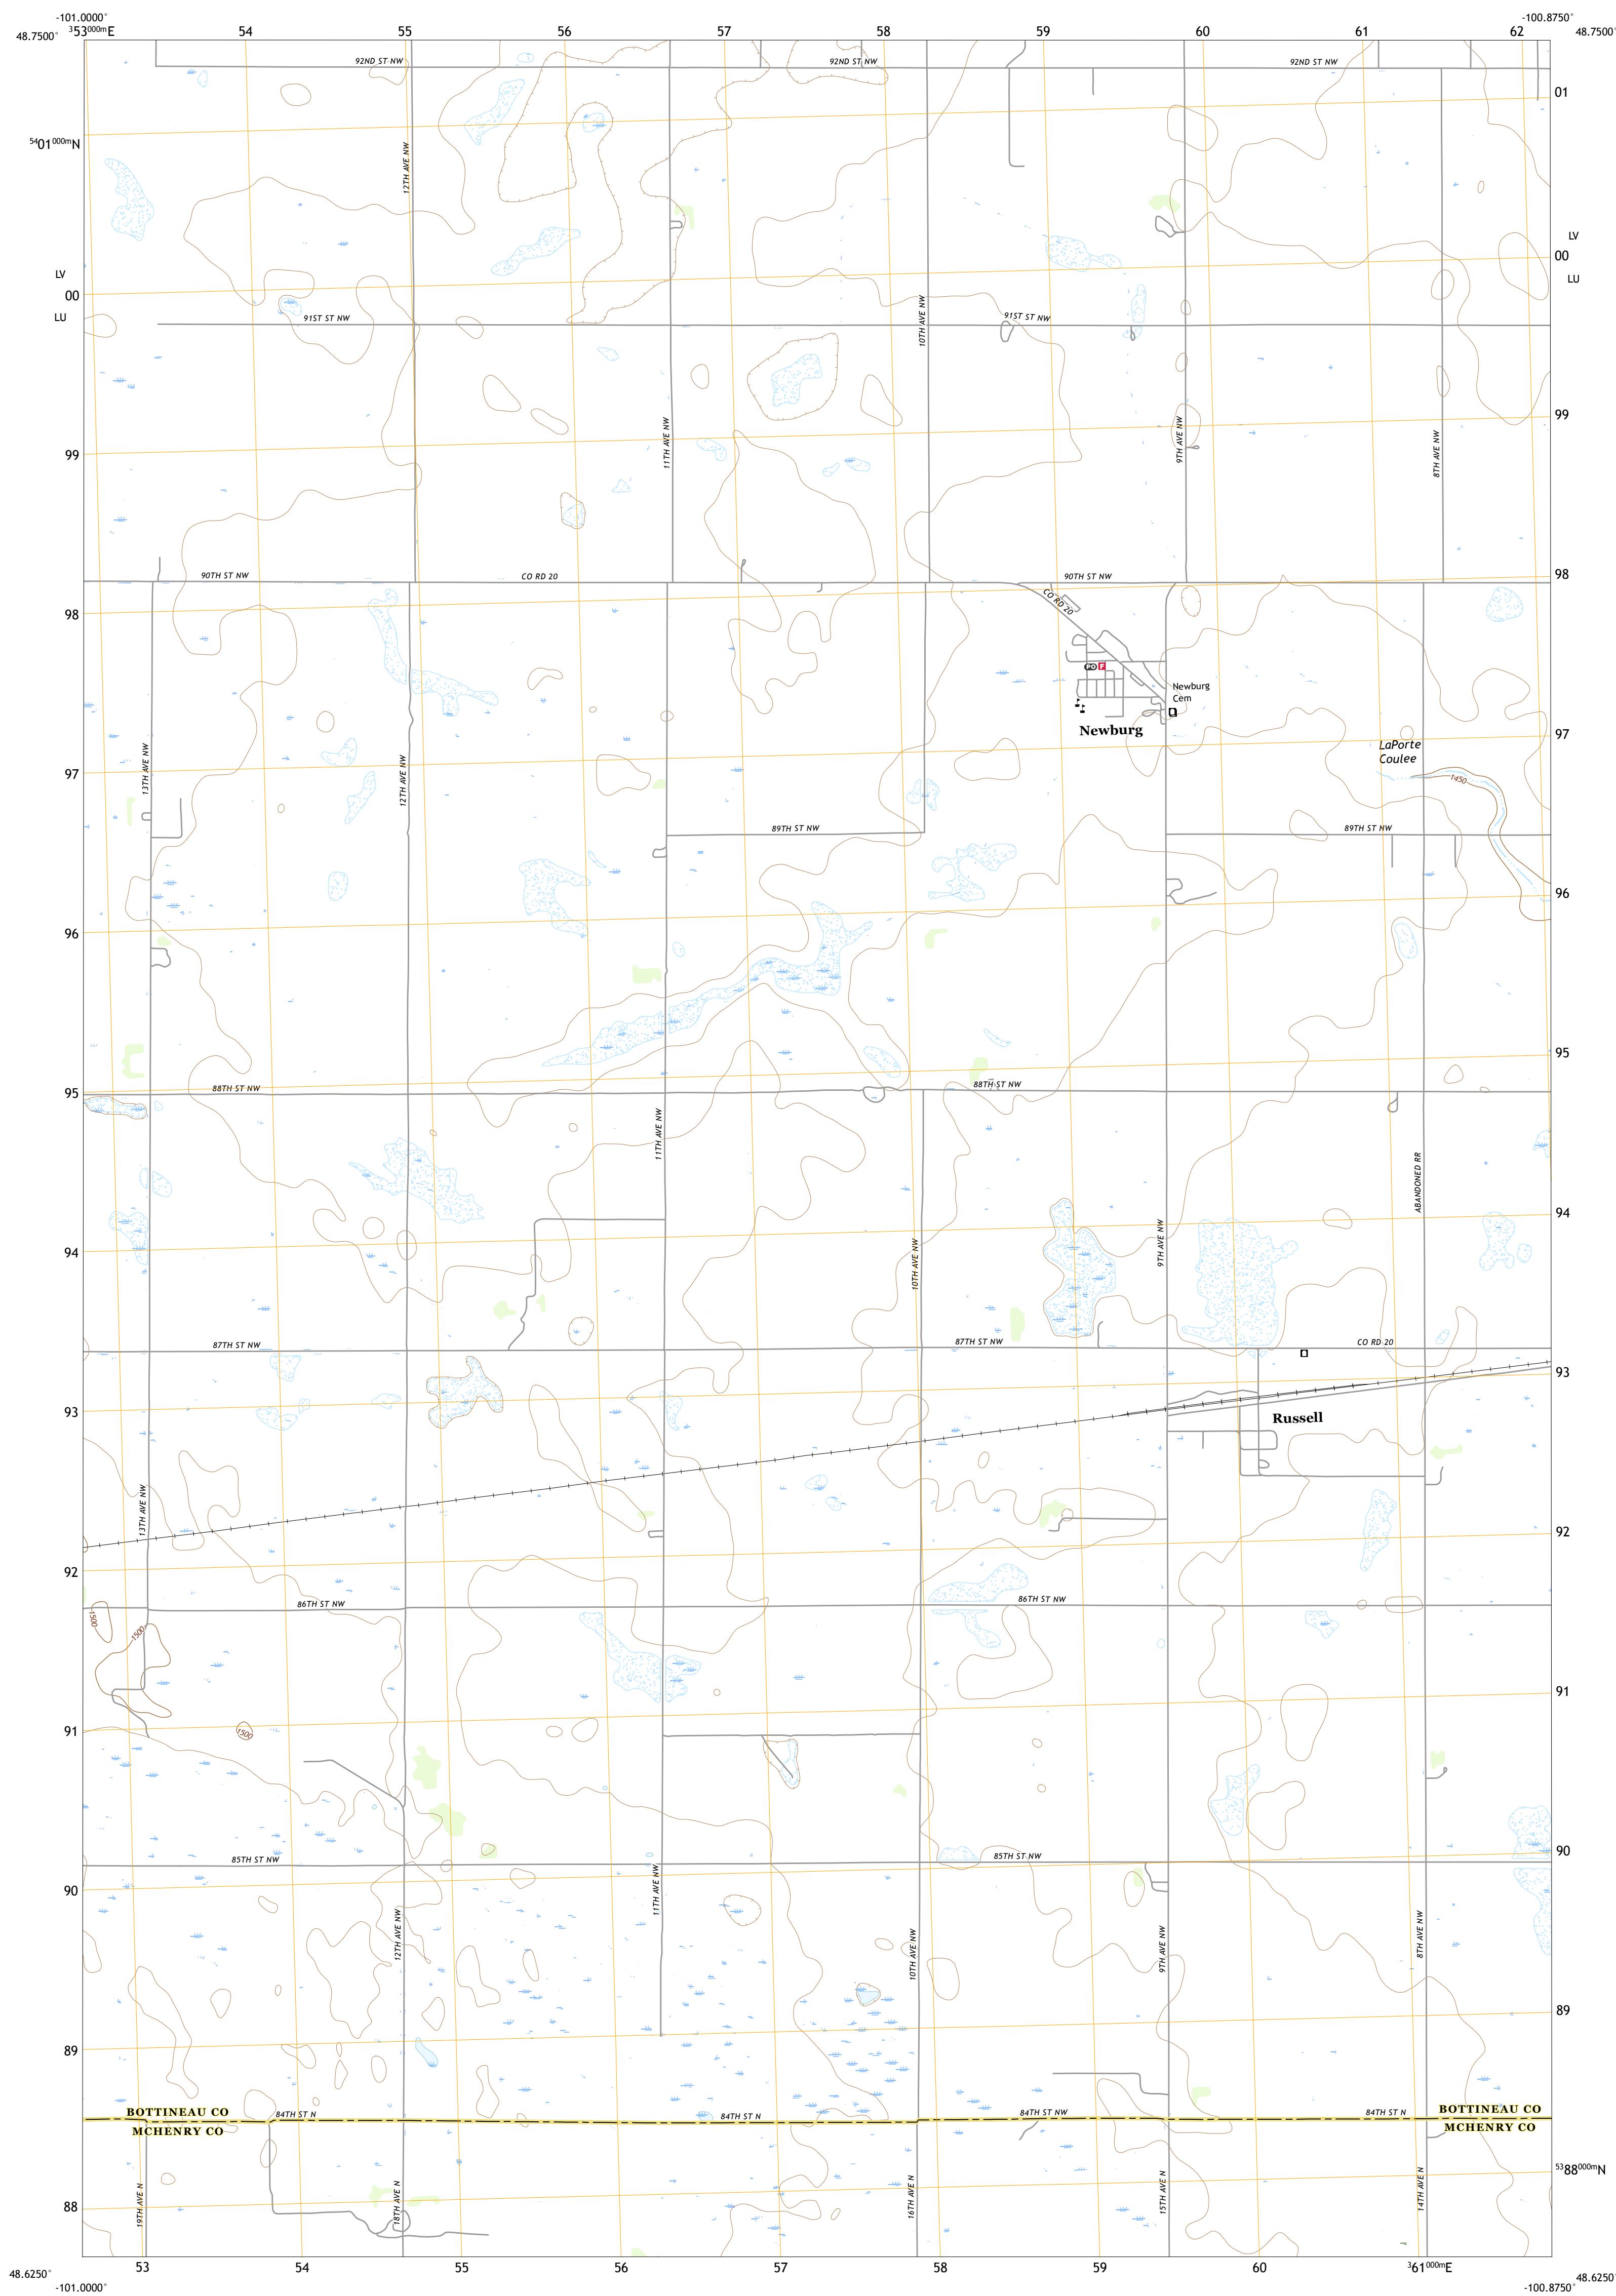 -101.0000°
-100.8750°
48.7500°
³53⁰⁰⁰ᵐE
54
55
56
57
58
59
60
61
62
48.7500°
92ND ST NW
92ND ST NW
92ND ST NW
01
⁵⁴01⁰⁰⁰ᵐN
12TH AVE NW
LV
00
LU
LV
00
LU
10TH AVE NW
91ST ST NW
91ST ST NW
99
11TH AVE NW
9TH AVE NW
8TH AVE NW
99
90TH ST NW
CO RD 20
90TH ST NW
98
CO RD 20
98
PO
F
Newburg
Cem
Newburg
97
LaPorte
Coulee
13TH AVE NW
12TH AVE NW
97
1450
89TH ST NW
89TH ST NW
96
96
95
88TH ST NW
88TH ST NW
95
11TH AVE NW
ABANDONED RR
94
9TH AVE NW
94
10TH AVE NW
87TH ST NW
87TH ST NW
CO RD 20
93
93
Russell
13TH AVE NW
92
92
86TH ST NW
86TH ST NW
1500
1500
91
91
1500
85TH ST NW
85TH ST NW
90
90
11TH AVE NW
12TH AVE NW
10TH AVE NW
9TH AVE NW
8TH AVE NW
89
89
BOTTINEAU CO
84TH ST N
84TH ST N
84TH ST NW
84TH ST N
BOTTINEAU CO
MCHENRY CO
MCHENRY CO
⁵³88⁰⁰⁰ᵐN
19TH AVE N
18TH AVE N
16TH AVE N
15TH AVE N
14TH AVE N
88
48.6250°
53
54
55
56
57
58
59
60
³61⁰⁰⁰ᵐE
48.6250°
-101.0000°
-100.8750°